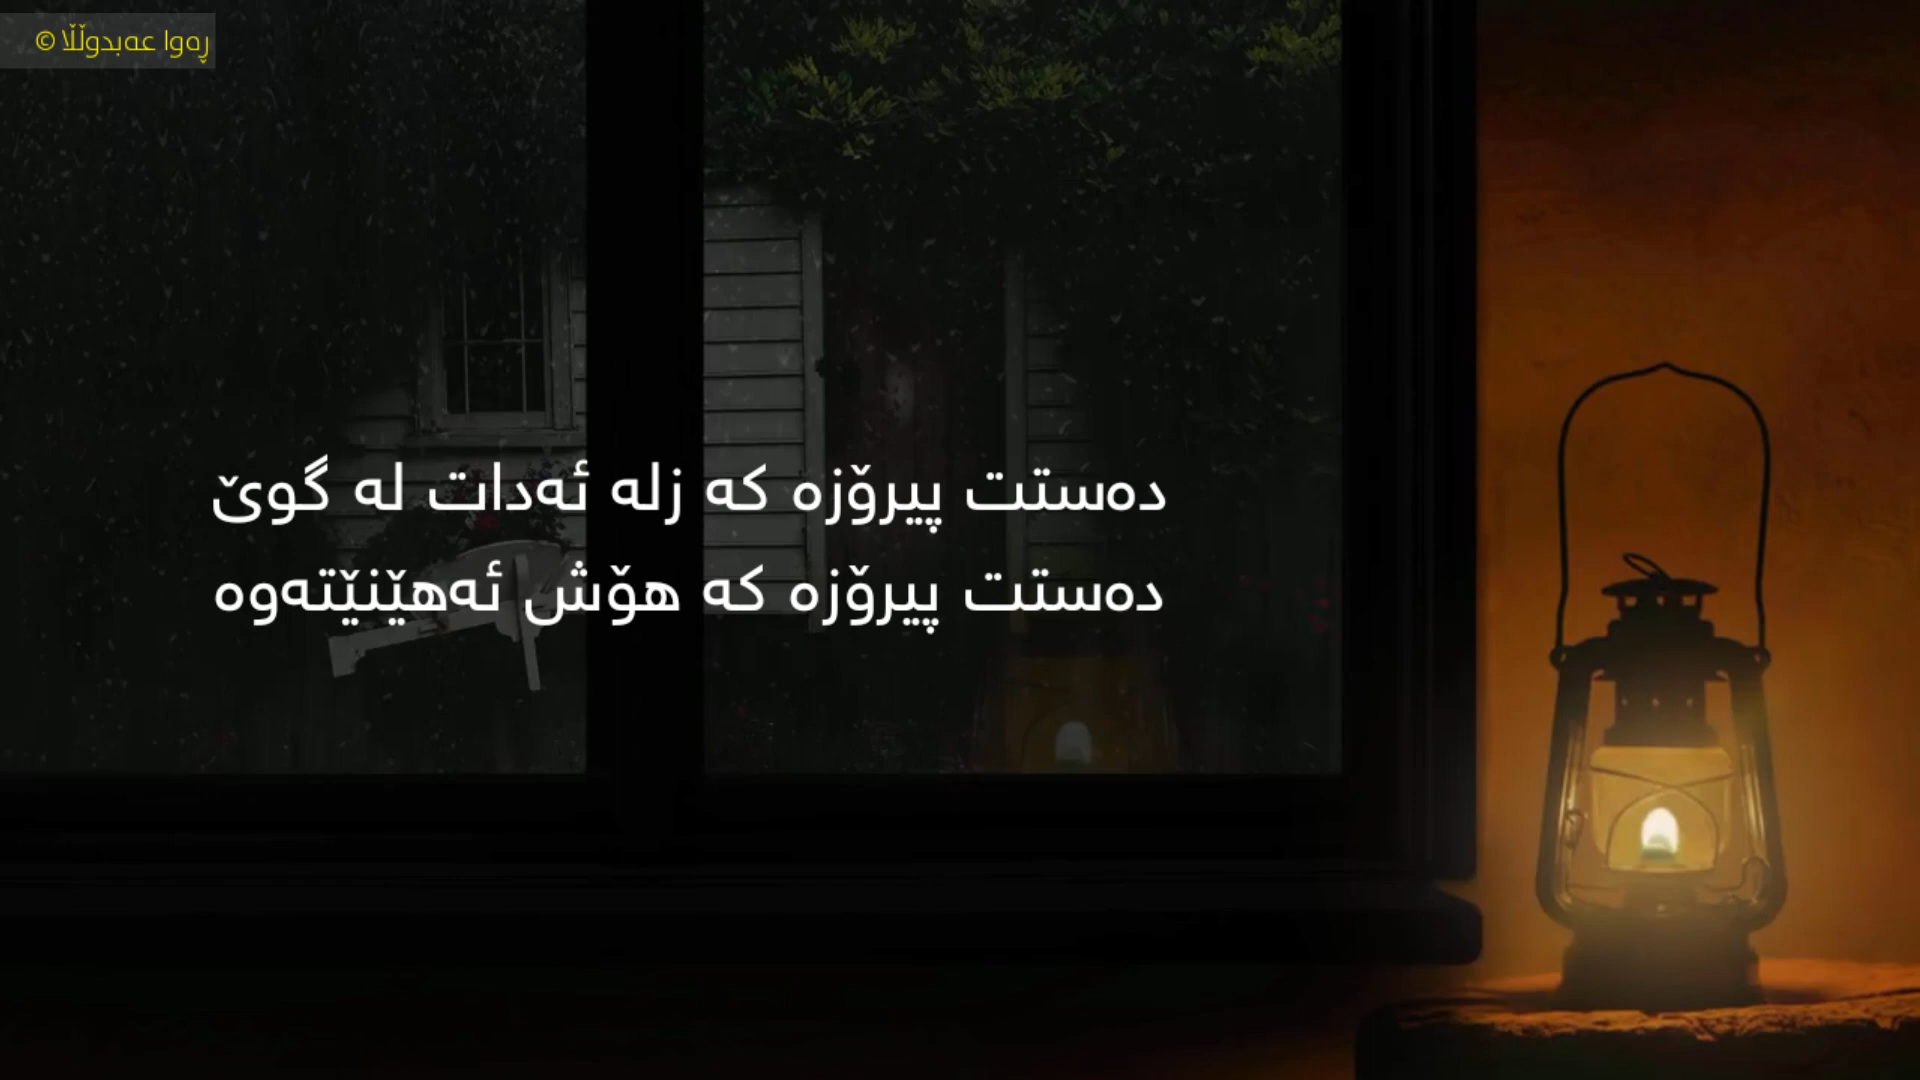 ڕەوا عەبدوڵڵا ©
دەستت پیرۆزە کە زلە ئەدات لە گوێ
دەستت پیرۆزە کە هۆش ئەهێنێتەوە